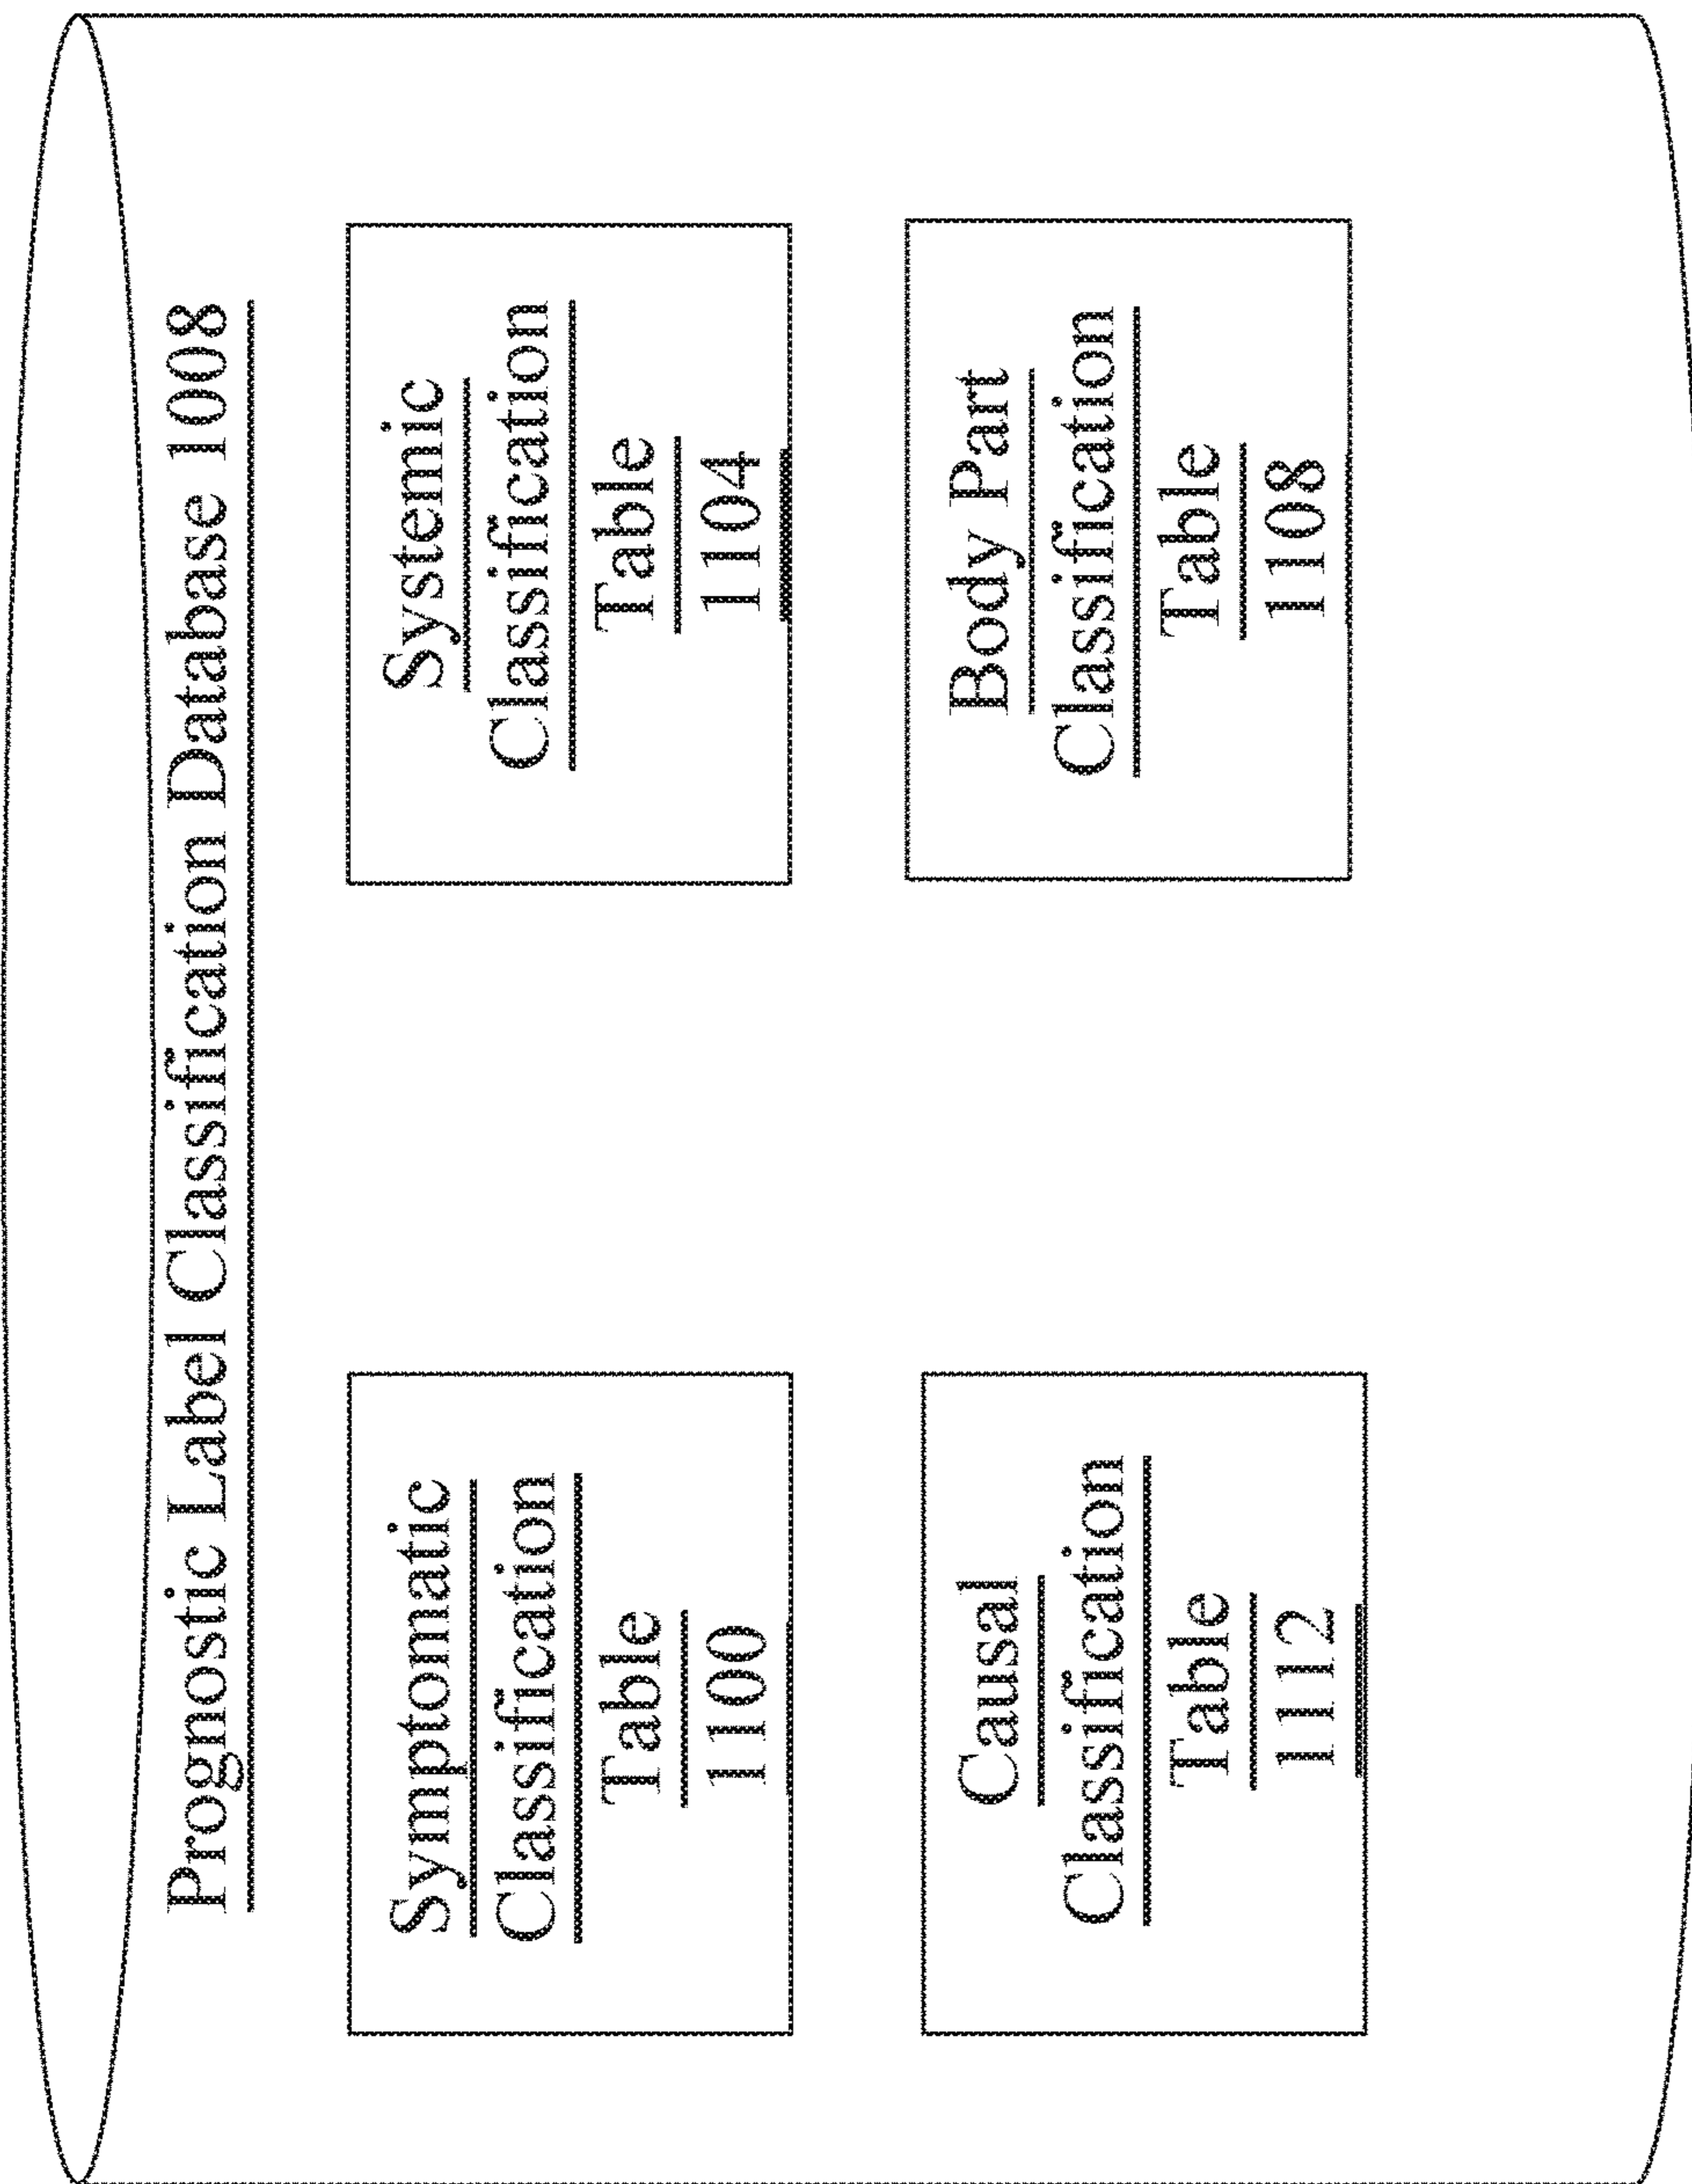 Prognostic Label Classification Database 1008
Symptomatic
Classification
Table
1100
Systemic
Classification
Table
1104
Causal
Classification
Table
1112
Body Part
Classification
Table
1108